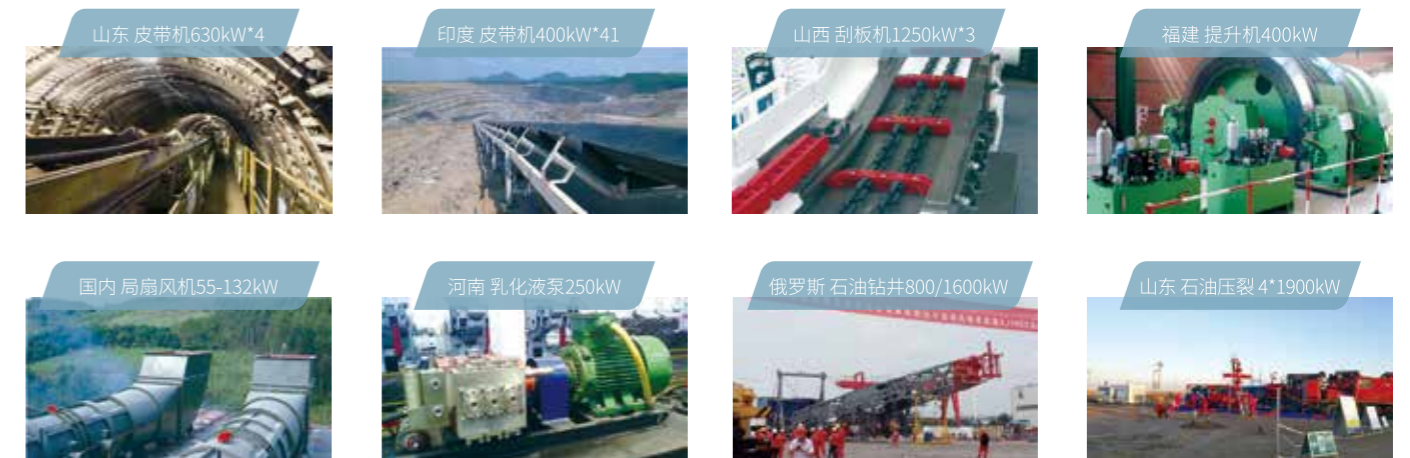 山东 皮带机630kW*4
印度 皮带机400kW*41
山西 刮板机1250kW*3
福建 提升机400kW
国内 局扇风机55-132kW
河南 乳化液泵250kW
俄罗斯 石油钻井800/1600kW
山东 石油压裂 4*1900kW